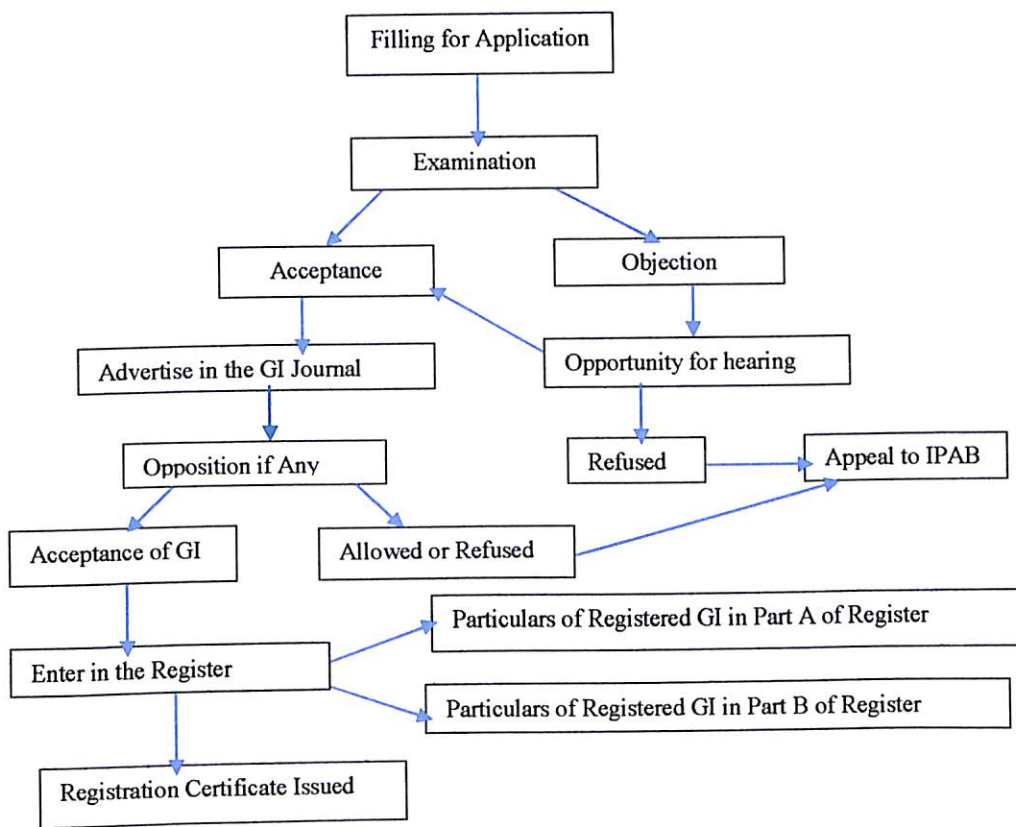 Filling for Application
Examination
Acceptance
Objection
Advertise in the GI Journal
Opportunity for hearing
Opposition if Any
Refused
Appeal to IPAB
Acceptance of GI
Allowed or Refused
Particulars of Registered GI in Part A of Register
Enter in the Register
Particulars of Registered GI in Part B of Register
Registration Certificate Issued